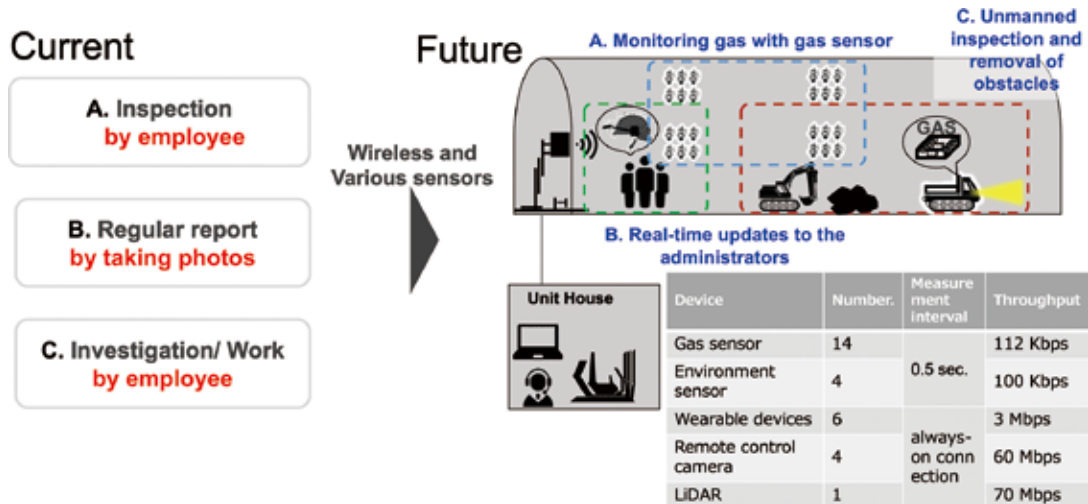 Current
A. Inspection
by employee
B. Regular report
by taking photos
C. Investigation/ Work
by employee
Wireless and
Various sensors
Future
A. Monitoring gas with gas sensor
C. Unmanned
inspection and
removal of
obstacles
GAS
B. Real-time updates to the
administrators
Unit House
Device Number. Measure
ment
interval Throughput
Gas sensor 14 0.5 sec. 112 Kbps
Environment
sensor 4 100 Kbps
Wearable devices 6 always-
on conn
ection 3 Mbps
Remote control
camera 4 60 Mbps
LiDAR 1 70 Mbps